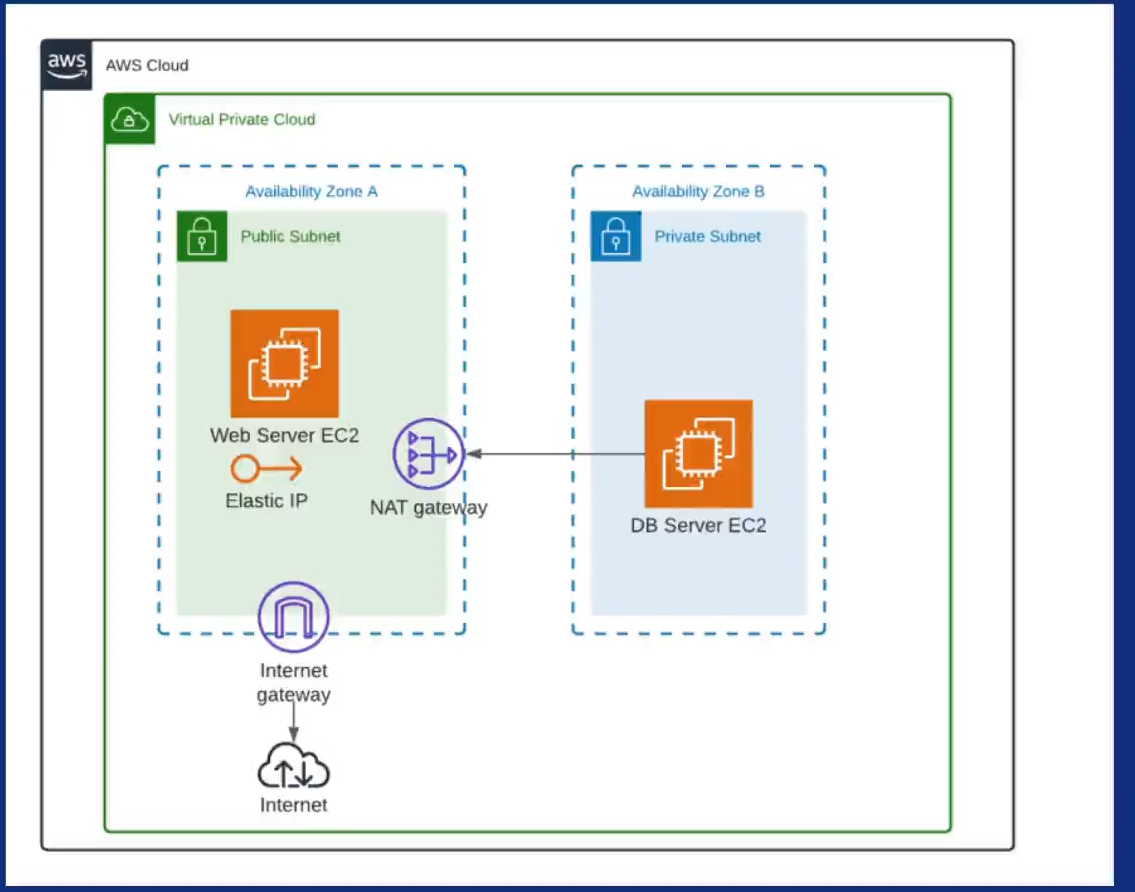 aws
AWS Cloud
Virtual Private Cloud
Availability Zone A
Public Subnet
Web Server EC2
Elastic IP
NAT gateway
Internet
gateway
Internet
Availability Zone B
Private Subnet
DB Server EC2